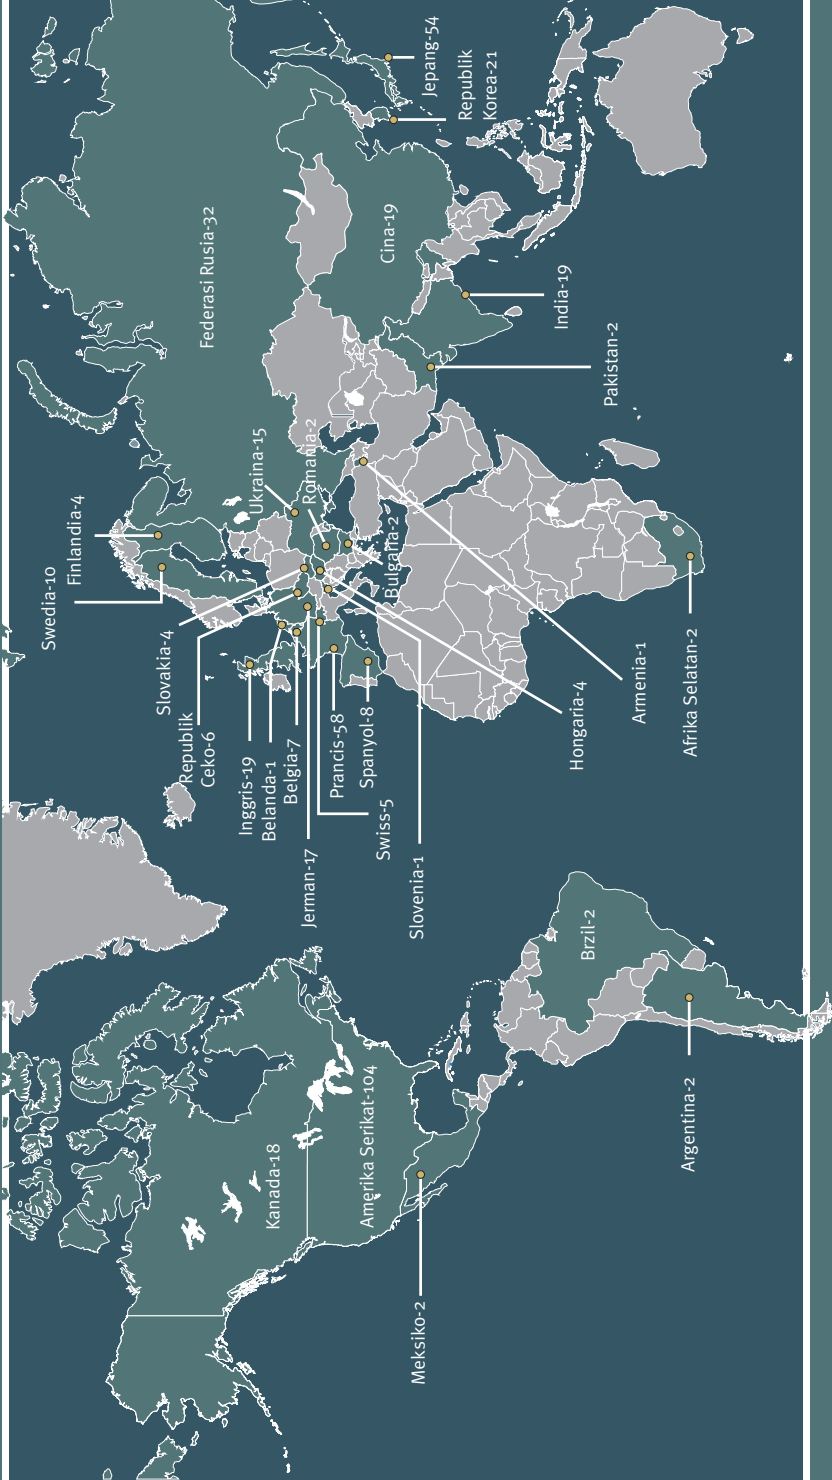 Federasi Rusia-32
Kanada-18
Amerika Serikat-104
Meksiko-2
Brzil-2
Argentina-2
Swedia-10
Finlandia-4
Slovakia-4
Republik
Ceko-6
Inggris-19
Belanda-1
Belgia-7
Jerman-17
Prancis-58
Spanyol-8
Swiss-5
Slovenia-1
Ukraina-15
Romania-2
Bulgaria-2
Hongaria-4
Armenia-1
Afrika Selatan-2
Pakistan-2
India-19
Cina-19
Jepang-54
Republik
Korea-21